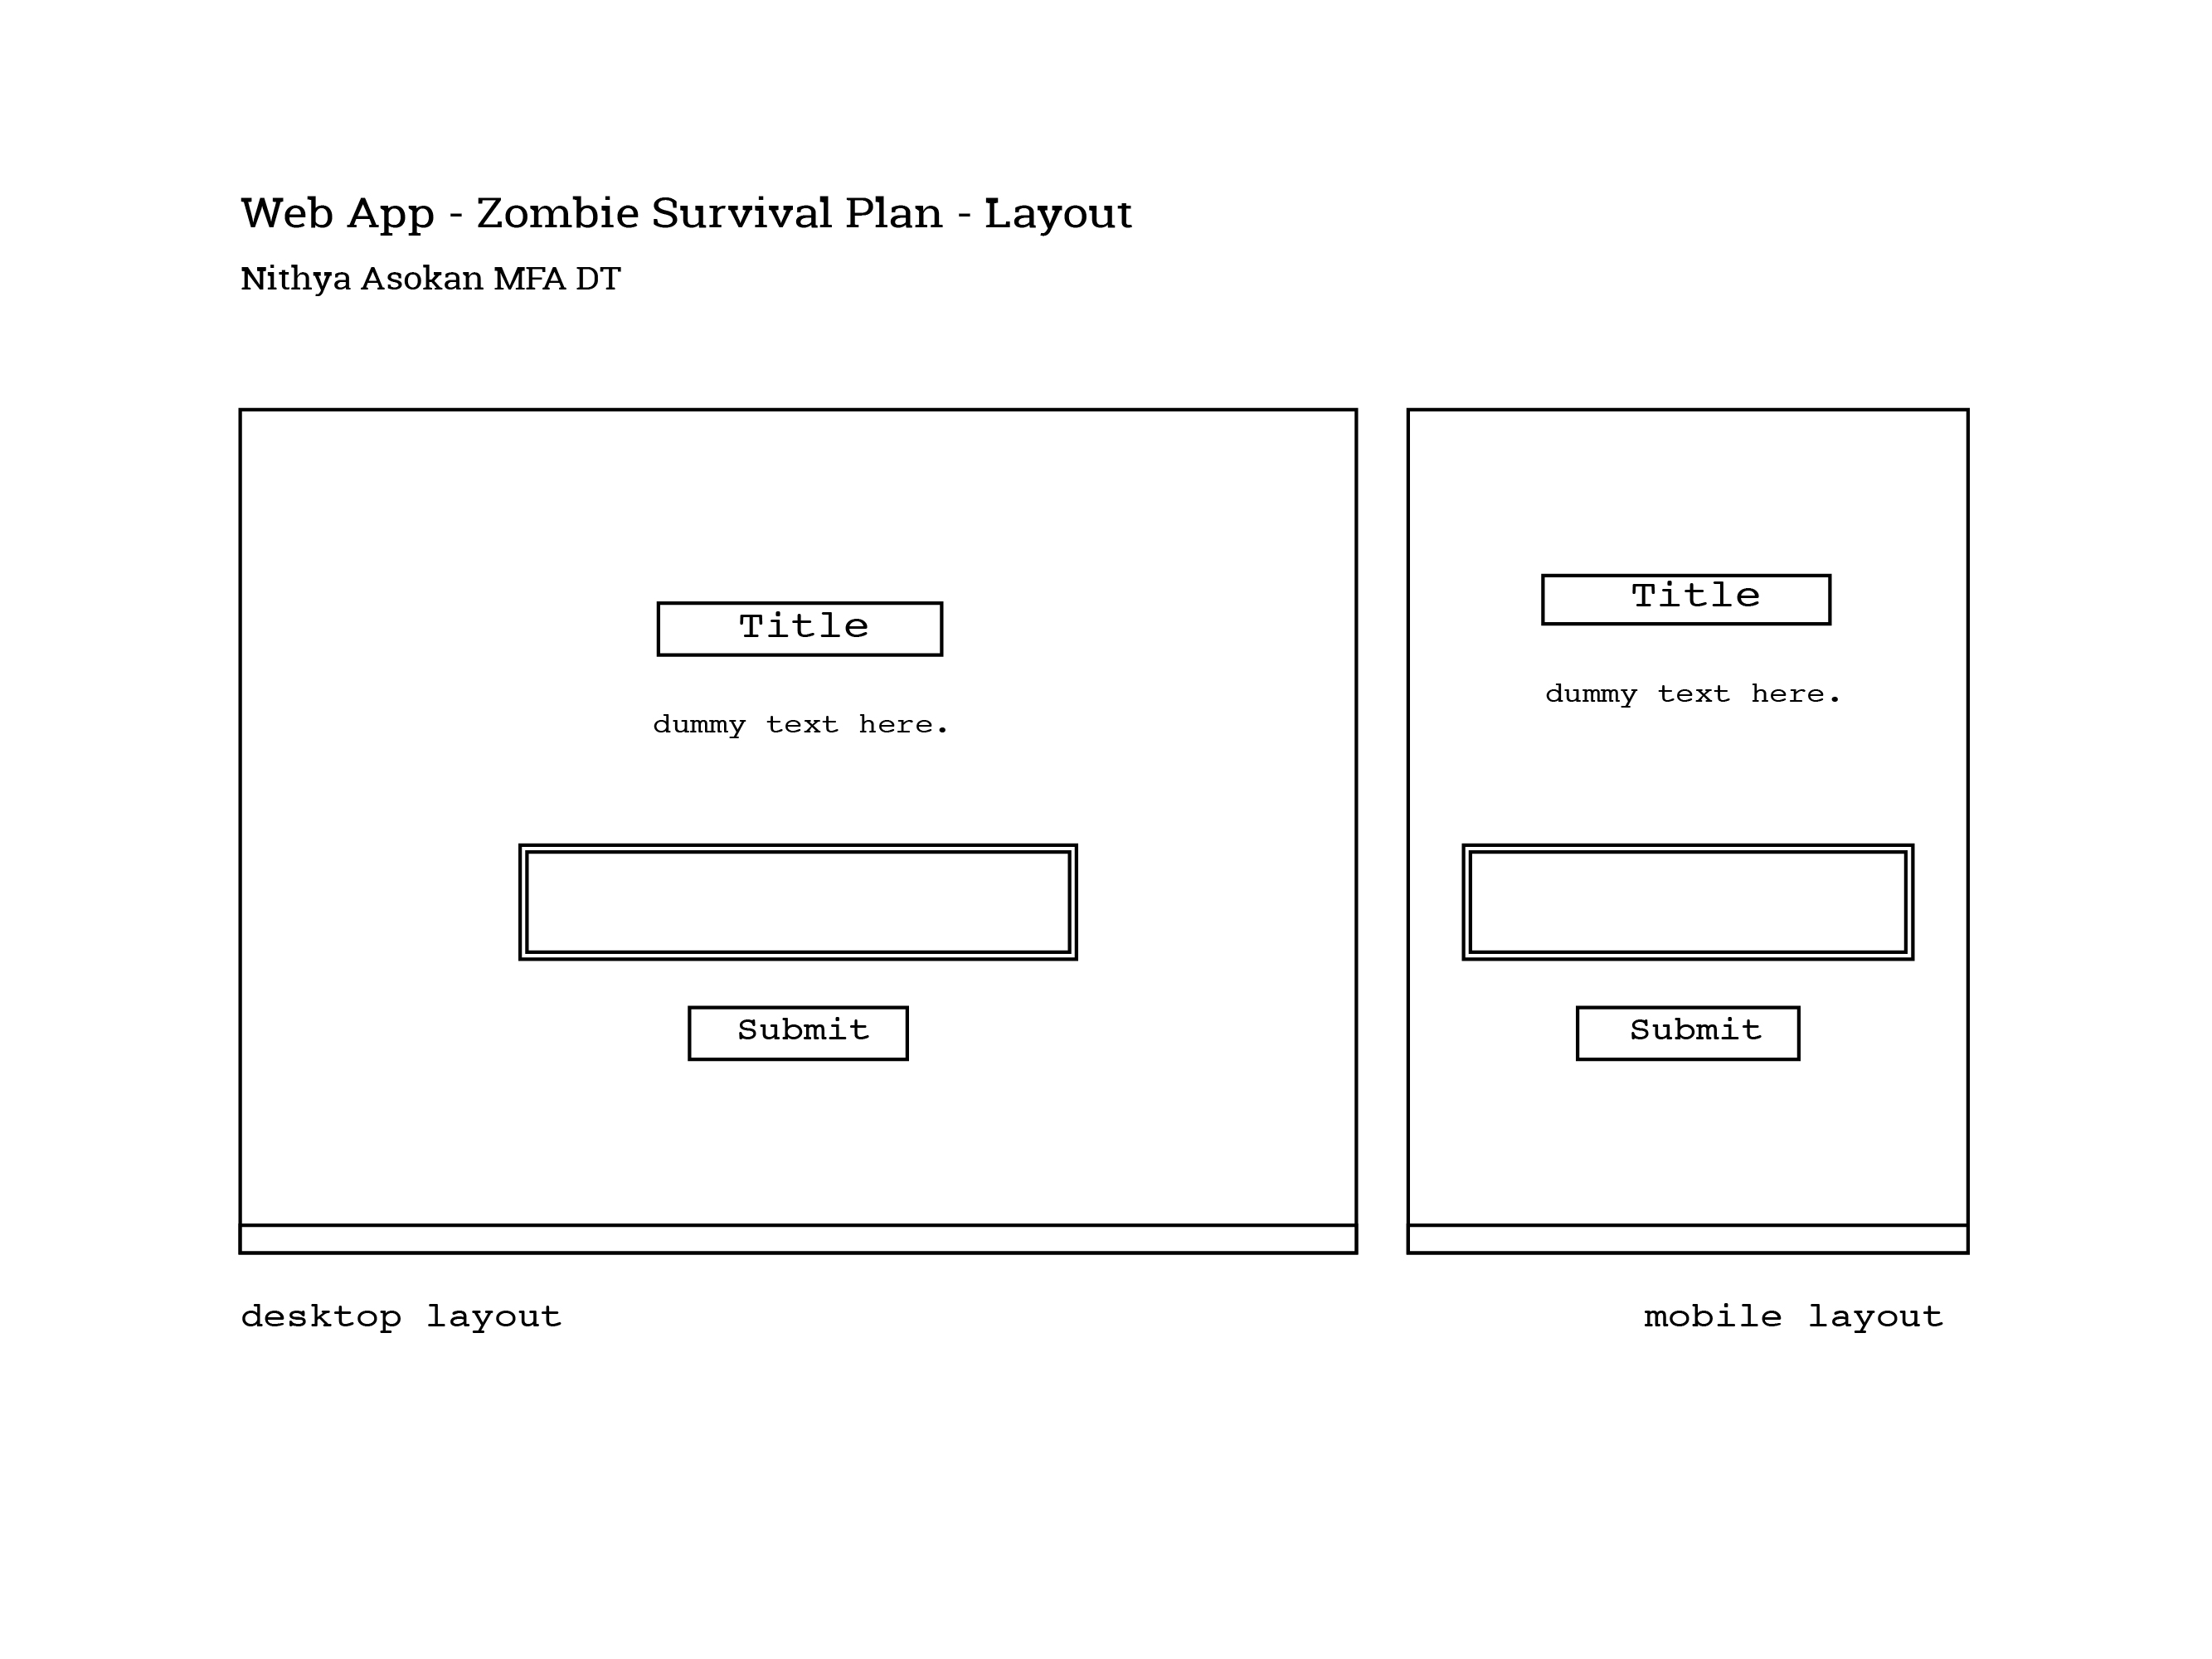 Web App - Zombie Survival Plan - Layout
Nithya Asokan MFA DT
Title
dummy text here.
Submit
desktop layout
Title
dummy text here.
Submit
mobile layout